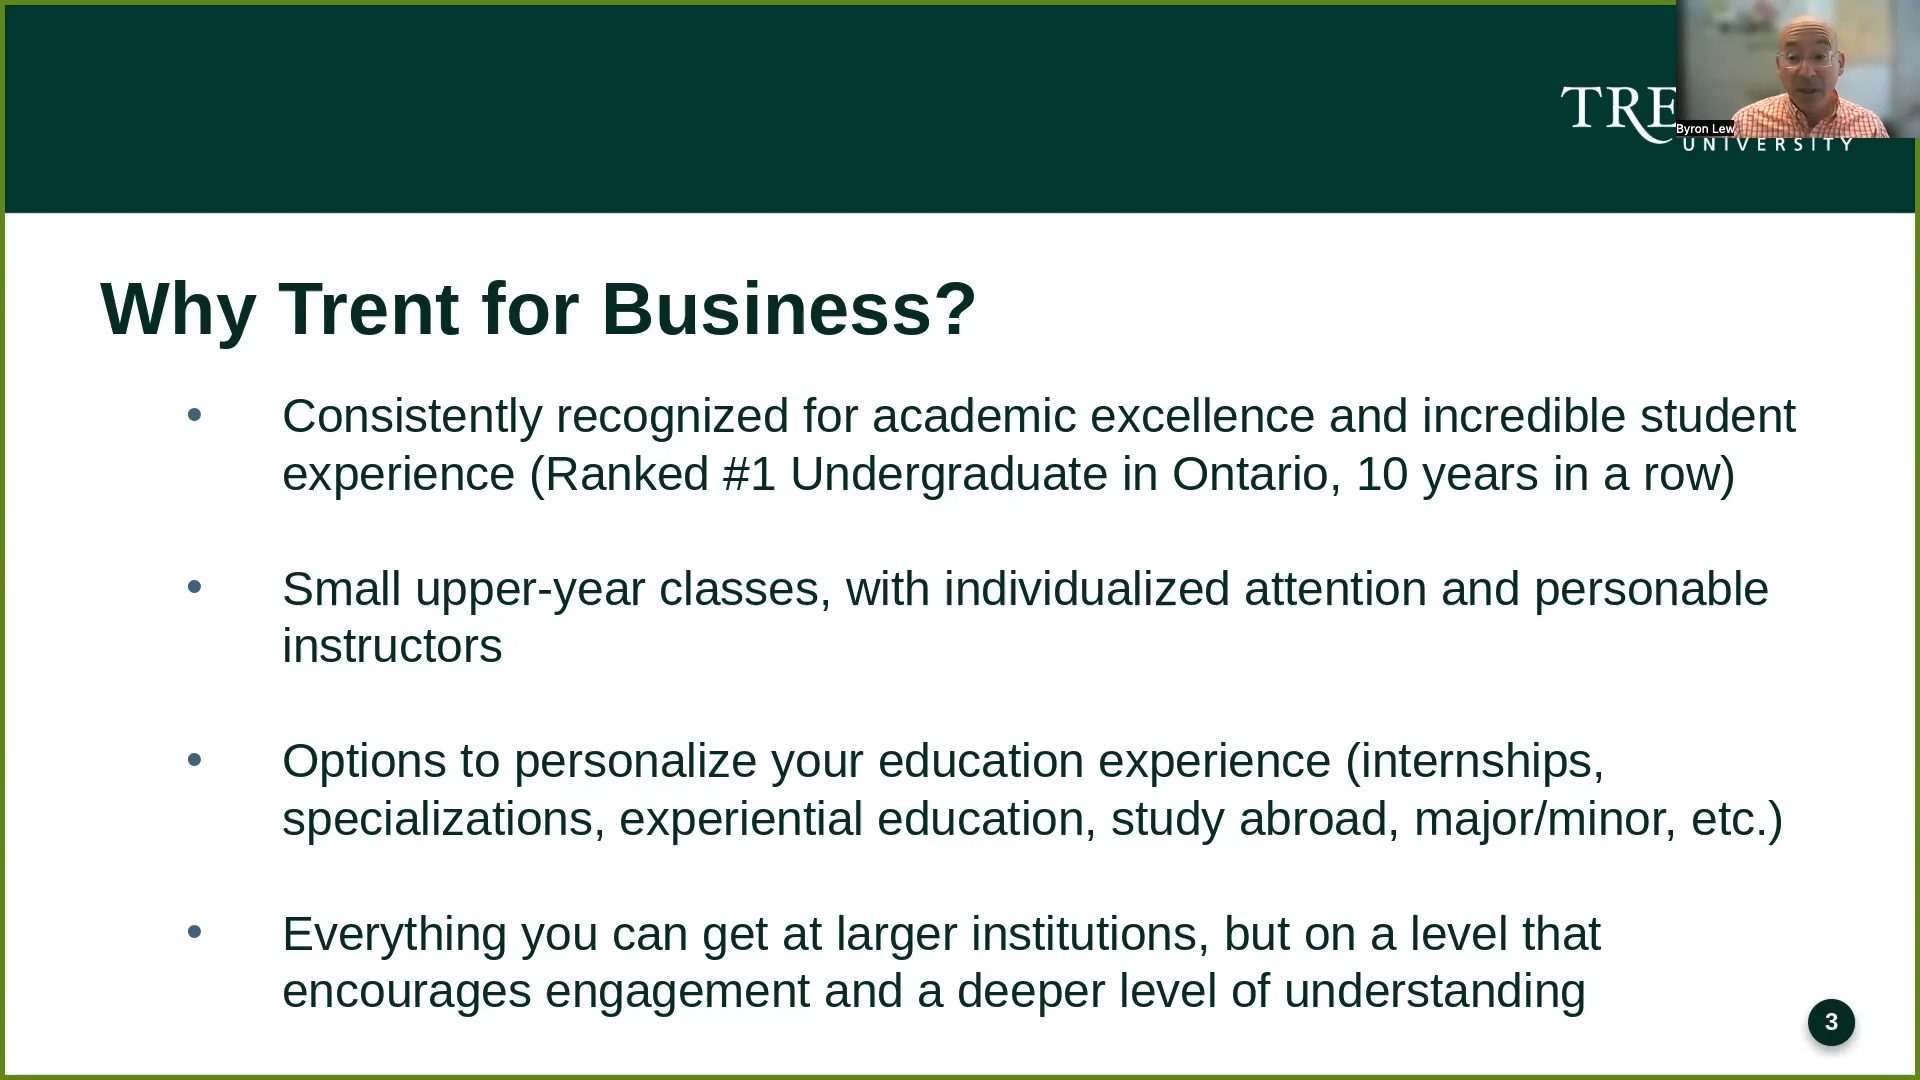 TRE
Byron Lew
UNIVERSITY
Why Trent for Business?
• Consistently recognized for academic excellence and incredible student
experience (Ranked #1 Undergraduate in Ontario, 10 years in a row)
• Small upper-year classes, with individualized attention and personable
instructors
• Options to personalize your education experience (internships,
specializations, experiential education, study abroad, major/minor, etc.)
• Everything you can get at larger institutions, but on a level that
encourages engagement and a deeper level of understanding
3